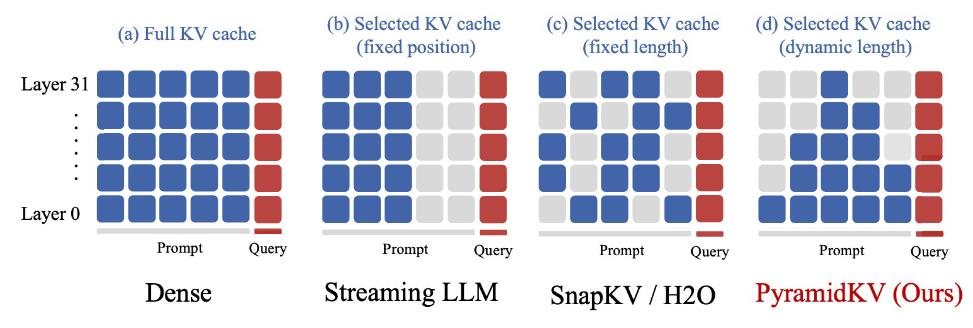 (a) Full KV cache
(b) Selected KV cache
(fixed position)
(c) Selected KV cache
(fixed length)
(d) Selected KV cache
(dynamic length)
Layer 31
Layer 0
Prompt
Query
Prompt
Query
Prompt
Query
Prompt
Query
Dense
Streaming LLM
SnapKV / H2O
PyramidKV (Ours)